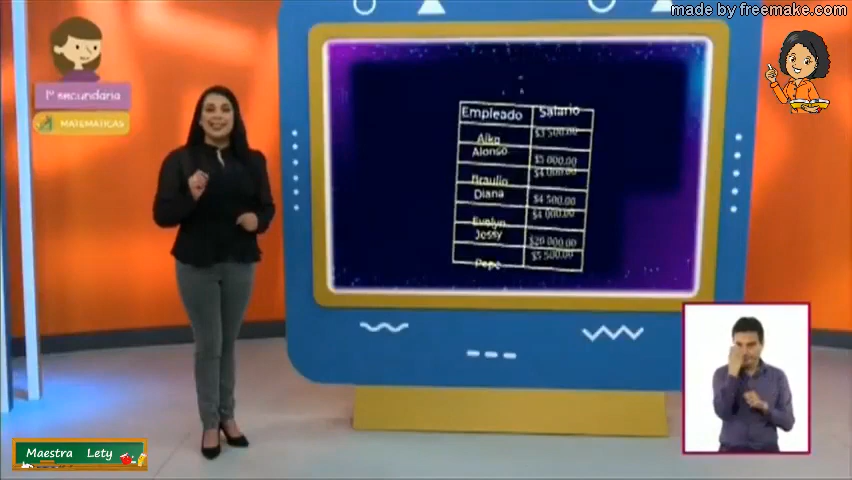 made by freemake.com
1° secundaria
MATEMÁTICAS
Empleado Salario
Aiko $3 500.00
Alonso $5 000.00
Braulio $4 000.00
Diana $4 500.00
Evelyn $4 000.00
Jossy $20 000.00
Pepe $5 500.00
Maestra Lety